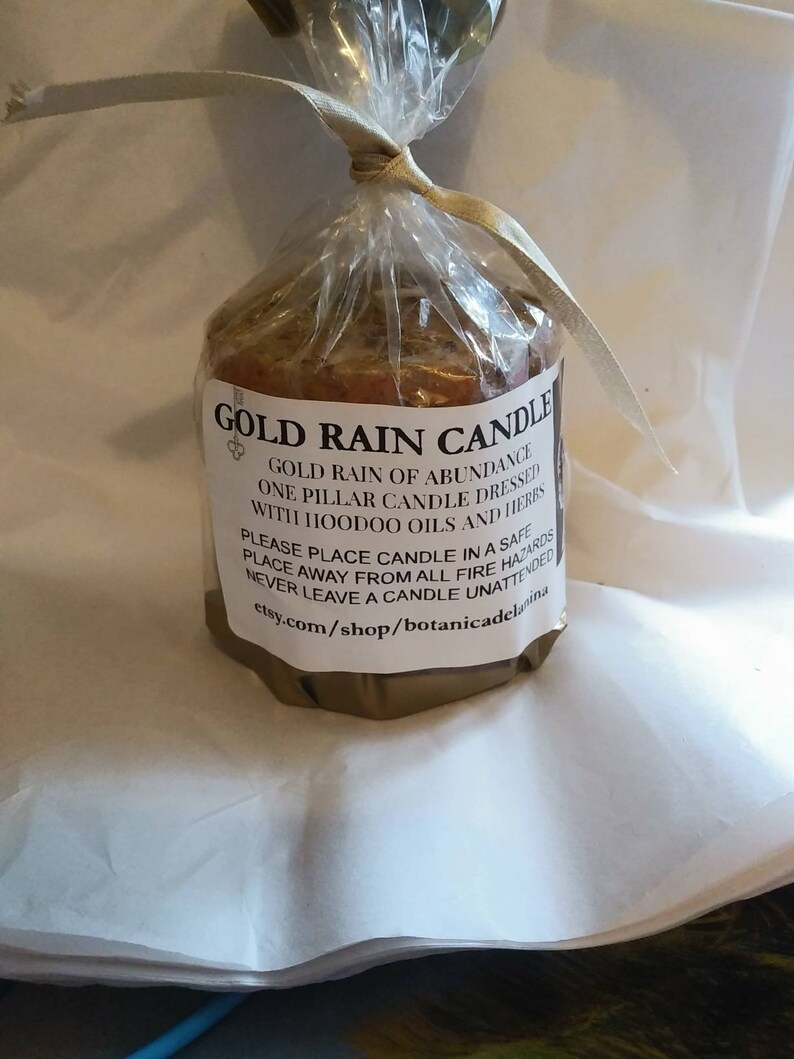 GOLD RAIN CANDLE
GOLD RAIN OF ABUNDANCE
ONE PILLAR CANDLE DRESSED
WITH HOODOO OILS AND HERBS
PLEASE PLACE CANDLE IN A SAFE
PLACE AWAY FROM ALL FIRE HAZARDS
NEVER LEAVE A CANDLE UNATTENDED
etsy.com/shop/botanicadelanina